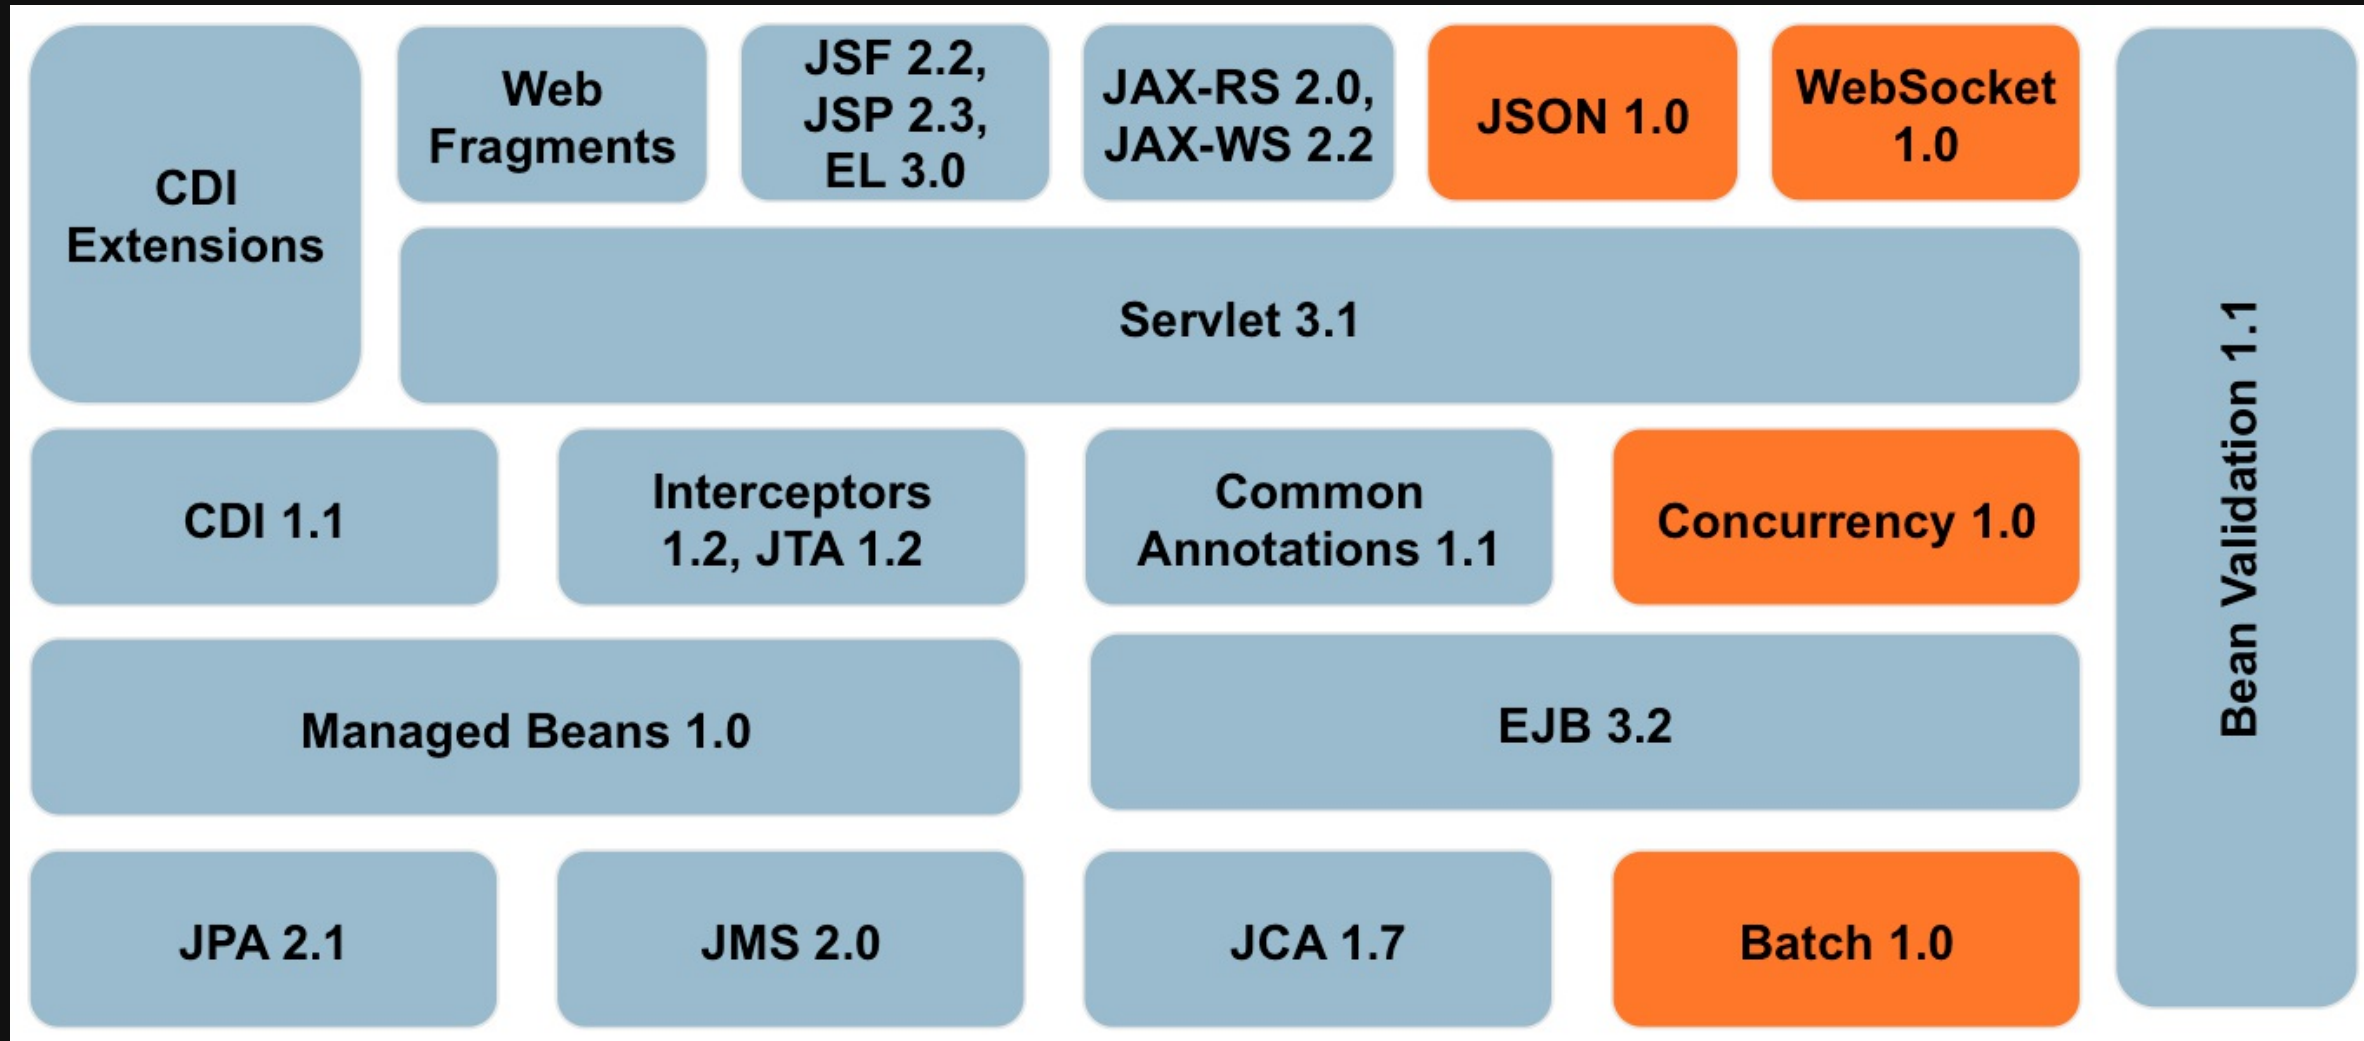 CDI
Extensions
Web
Fragments
JSF 2.2,
JSP 2.3,
EL 3.0
JAX-RS 2.0,
JAX-WS 2.2
JSON 1.0
WebSocket
1.0
Servlet 3.1
CDI 1.1
Interceptors
1.2, JTA 1.2
Common
Annotations 1.1
Concurrency 1.0
Managed Beans 1.0
EJB 3.2
JPA 2.1
JMS 2.0
JCA 1.7
Batch 1.0
Bean Validation 1.1